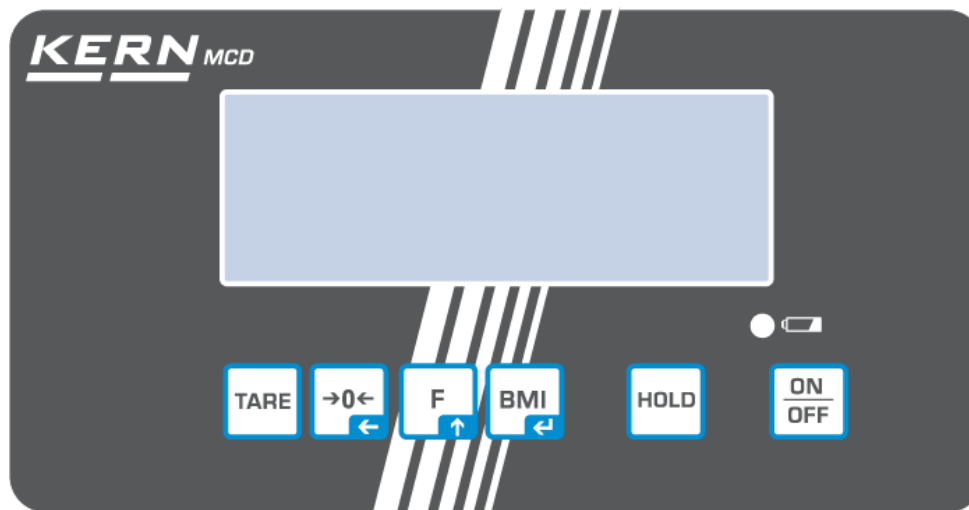 KERN MCD
TARE →0← F BMI HOLD ON
OFF